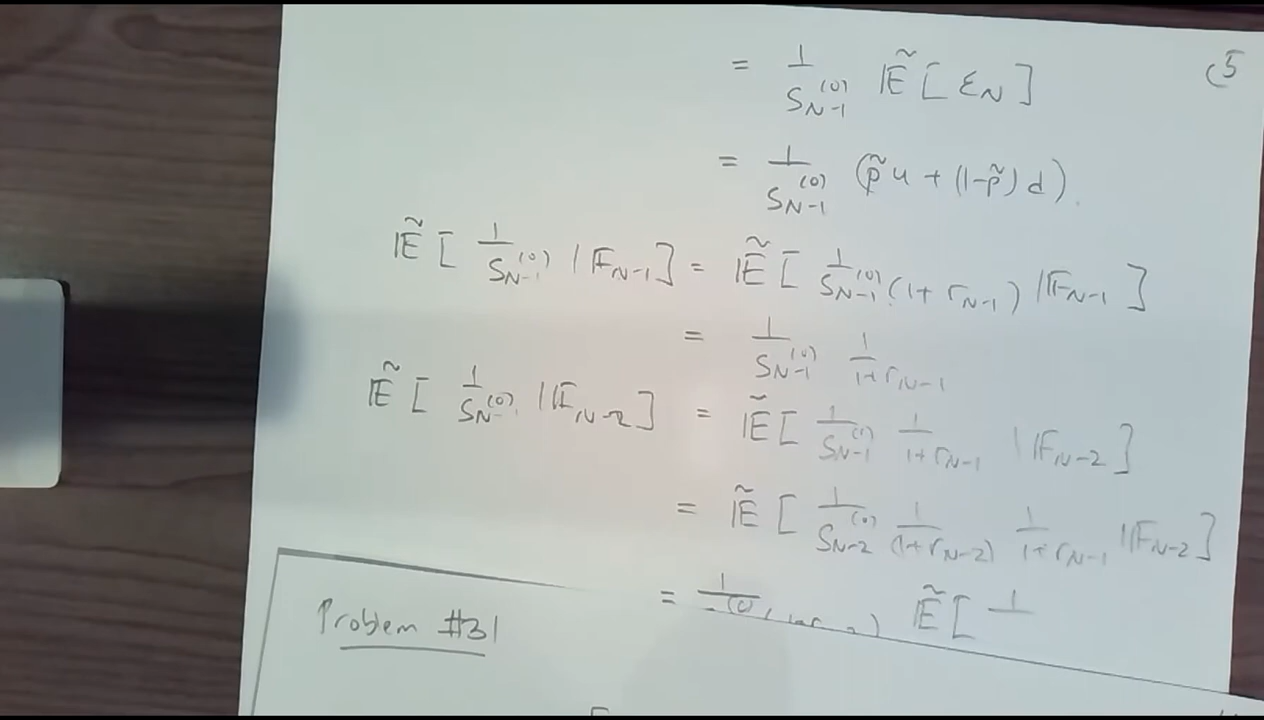 = 1/S_{N-1}^{(0)} 𝔼̃[ε_N]
(5
= 1/S_{N-1}^{(0)} (p̃u + (1-p̃)d).
𝔼̃[1/S_{N-1}^{(0)} | 𝔽_{N-1}] = 𝔼̃[1/S_{N-1}^{(0)}(1+r_{N-1}) | 𝔽_{N-1}]
= 1/S_{N-1}^{(0)} 1/1+r_{N-1}
𝔼̃[1/S_N^{(0)} | 𝔽_{N-2}] = 𝔼̃[1/S_{N-1}^{(0)} 1/1+r_{N-1} | 𝔽_{N-2}]
= 𝔼̃[1/S_{N-2}^{(0)} 1/(1+r_{N-2}) 1/1+r_{N-1} | 𝔽_{N-2}]
= 𝔼̃[1
Problem #31